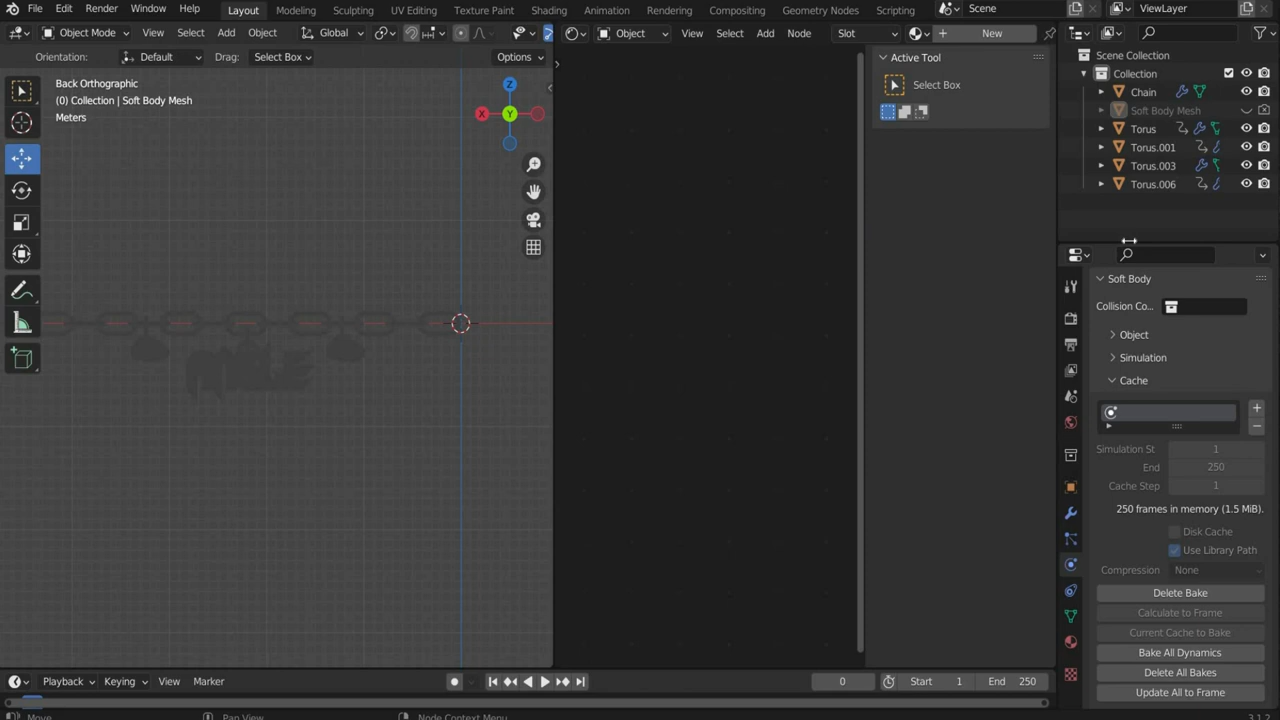 File Edit Render Window Help Layout Modeling Sculpting UV Editing Texture Paint Shading Animation Rendering Compositing Geometry Nodes Scripting Scene ViewLayer
Object Mode View Select Add Object Global Object View Select Add Node Slot New
Orientation: Default Drag: Select Box Options
Active Tool
Select Box
Back Orthographic
(0) Collection | Soft Body Mesh
Meters
Z
X
Y
Scene Collection
Collection
Chain
Soft Body Mesh
Torus
Torus.001
Torus.003
Torus.006
Soft Body
Collision Co...
Object
Simulation
Cache
Simulation St 1
End 250
Cache Step 1
250 frames in memory (1.5 MiB).
Disk Cache
Use Library Path
Compression None
Delete Bake
Calculate to Frame
Current Cache to Bake
Bake All Dynamics
Delete All Bakes
Update All to Frame
Playback Keying View Marker 0 Start 1 End 250
Move Pan View Node Context Menu 3.1.2